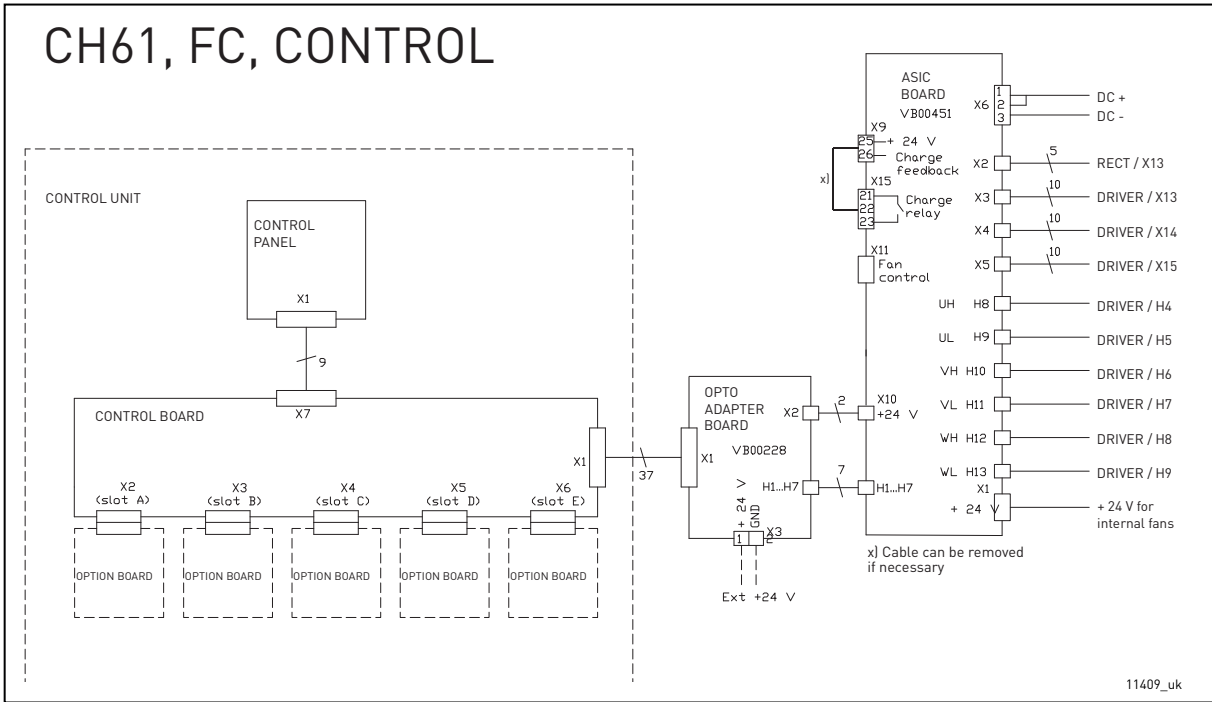 CH61, FC, CONTROL
CONTROL UNIT
CONTROL
PANEL
X1
9
X7
CONTROL BOARD
X1
37
X2
(slot A)
X3
(slot B)
X4
(slot C)
X5
(slot D)
X6
(slot E)
OPTION BOARD
OPTION BOARD
OPTION BOARD
OPTION BOARD
OPTION BOARD
OPTO
ADAPTER
BOARD
VB00228
X1
X2
2
H1...H7
7
+ 24 V
GND
X3
1
2
Ext +24 V
ASIC
BOARD
VB00451
X9
25
+ 24 V
26
Charge
feedback
x)
X15
21
22
23
Charge
relay
X11
Fan
control
X10
+24 V
H1...H7
X6
1
2
3
DC +
DC -
X2
5
RECT / X13
X3
10
DRIVER / X13
X4
10
DRIVER / X14
X5
10
DRIVER / X15
UH H8
DRIVER / H4
UL H9
DRIVER / H5
VH H10
DRIVER / H6
VL H11
DRIVER / H7
WH H12
DRIVER / H8
WL H13
DRIVER / H9
X1
+ 24 V
+ 24 V for
internal fans
x) Cable can be removed
if necessary
11409_uk